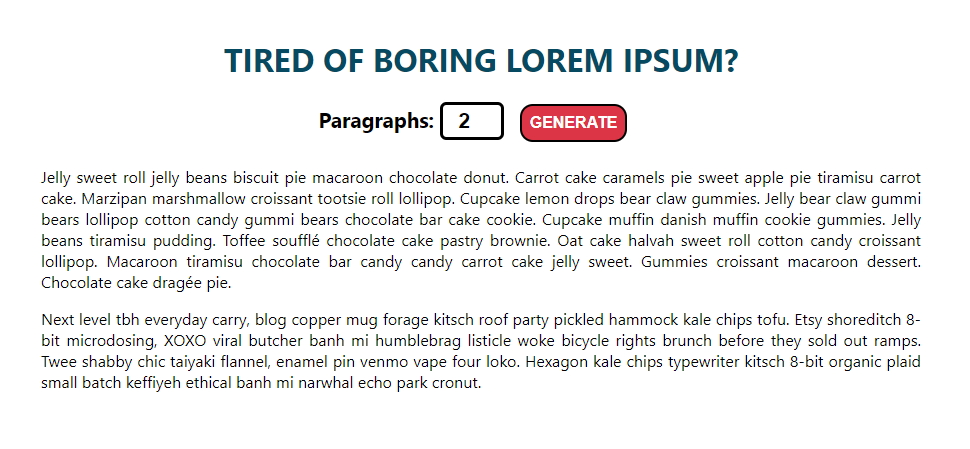 TIRED OF BORING LOREM IPSUM?
Paragraphs: 2 GENERATE
Jelly sweet roll jelly beans biscuit pie macaroon chocolate donut. Carrot cake caramels pie sweet apple pie tiramisu carrot
cake. Marzipan marshmallow croissant tootsie roll lollipop. Cupcake lemon drops bear claw gummies. Jelly bear claw gummi
bears lollipop cotton candy gummi bears chocolate bar cake cookie. Cupcake muffin danish muffin cookie gummies. Jelly
beans tiramisu pudding. Toffee soufflé chocolate cake pastry brownie. Oat cake halvah sweet roll cotton candy croissant
lollipop. Macaroon tiramisu chocolate bar candy candy carrot cake jelly sweet. Gummies croissant macaroon dessert.
Chocolate cake dragée pie.
Next level tbh everyday carry, blog copper mug forage kitsch roof party pickled hammock kale chips tofu. Etsy shoreditch 8-
bit microdosing, XOXO viral butcher banh mi humblebrag listicle woke bicycle rights brunch before they sold out ramps.
Twee shabby chic taiyaki flannel, enamel pin venmo vape four loko. Hexagon kale chips typewriter kitsch 8-bit organic plaid
small batch keffiyeh ethical banh mi narwhal echo park cronut.